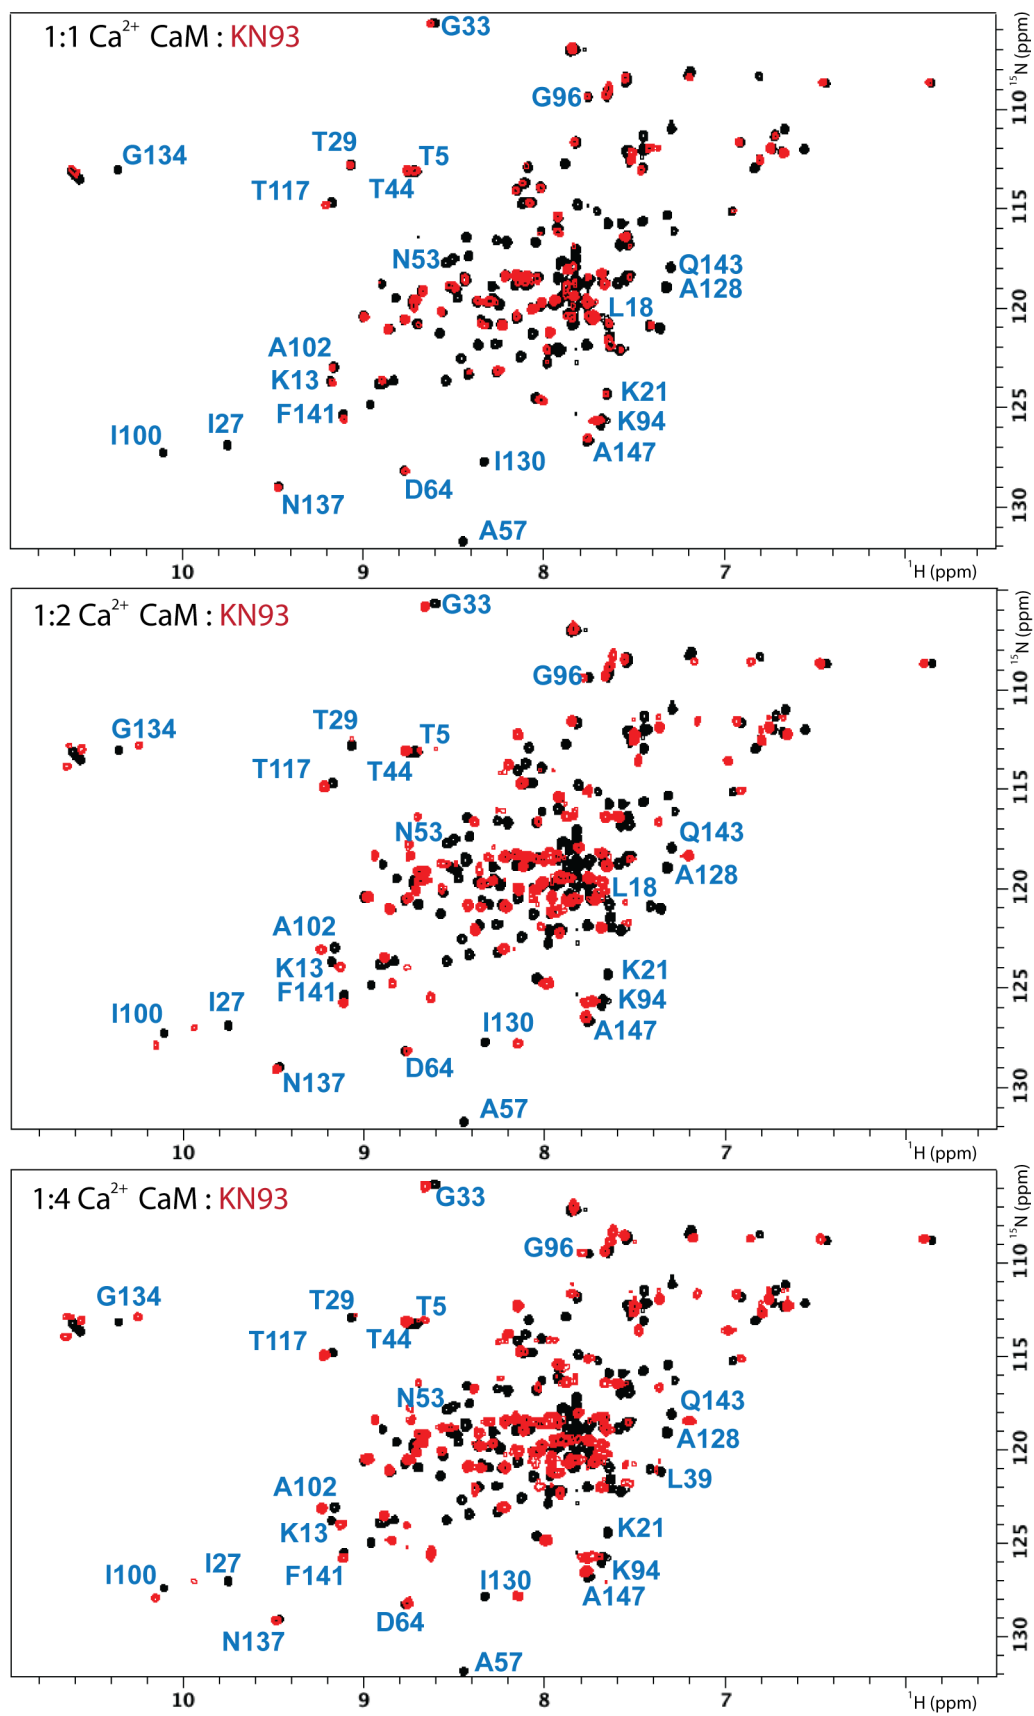 1:1 Ca2+ CaM : KN93
G33
G96
T29
T5
G134
T117
T44
N53
Q143
A128
L18
A102
K13
K21
F141
K94
I27
I100
A147
I130
D64
N137
A57
110
115
120
125
130
15N (ppm)
10
9
8
7
1H (ppm)
1:2 Ca2+ CaM : KN93
G33
G96
T29
T5
G134
T117
T44
N53
Q143
A128
L18
A102
K13
K21
F141
K94
I27
I100
I130
A147
D64
N137
A57
110
115
120
125
130
15N (ppm)
10
9
8
7
1H (ppm)
1:4 Ca2+ CaM : KN93
G33
G96
G134
T29
T5
T117
T44
N53
Q143
A128
L39
A102
K13
K21
I27
I100
F141
I130
K94
A147
D64
N137
A57
110
115
120
125
130
15N (ppm)
10
9
8
7
1H (ppm)